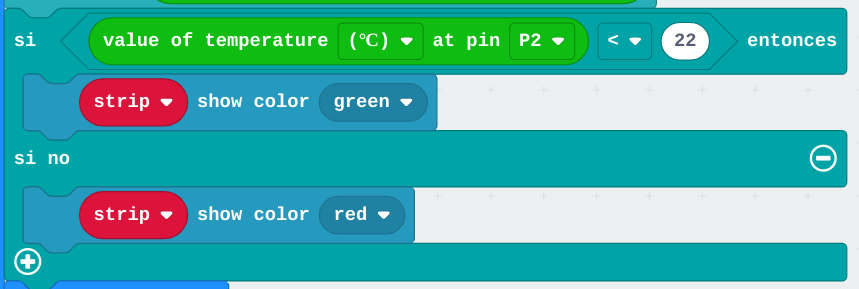 si value of temperature (℃) at pin P2 < 22 entonces
strip show color green
si no
strip show color red